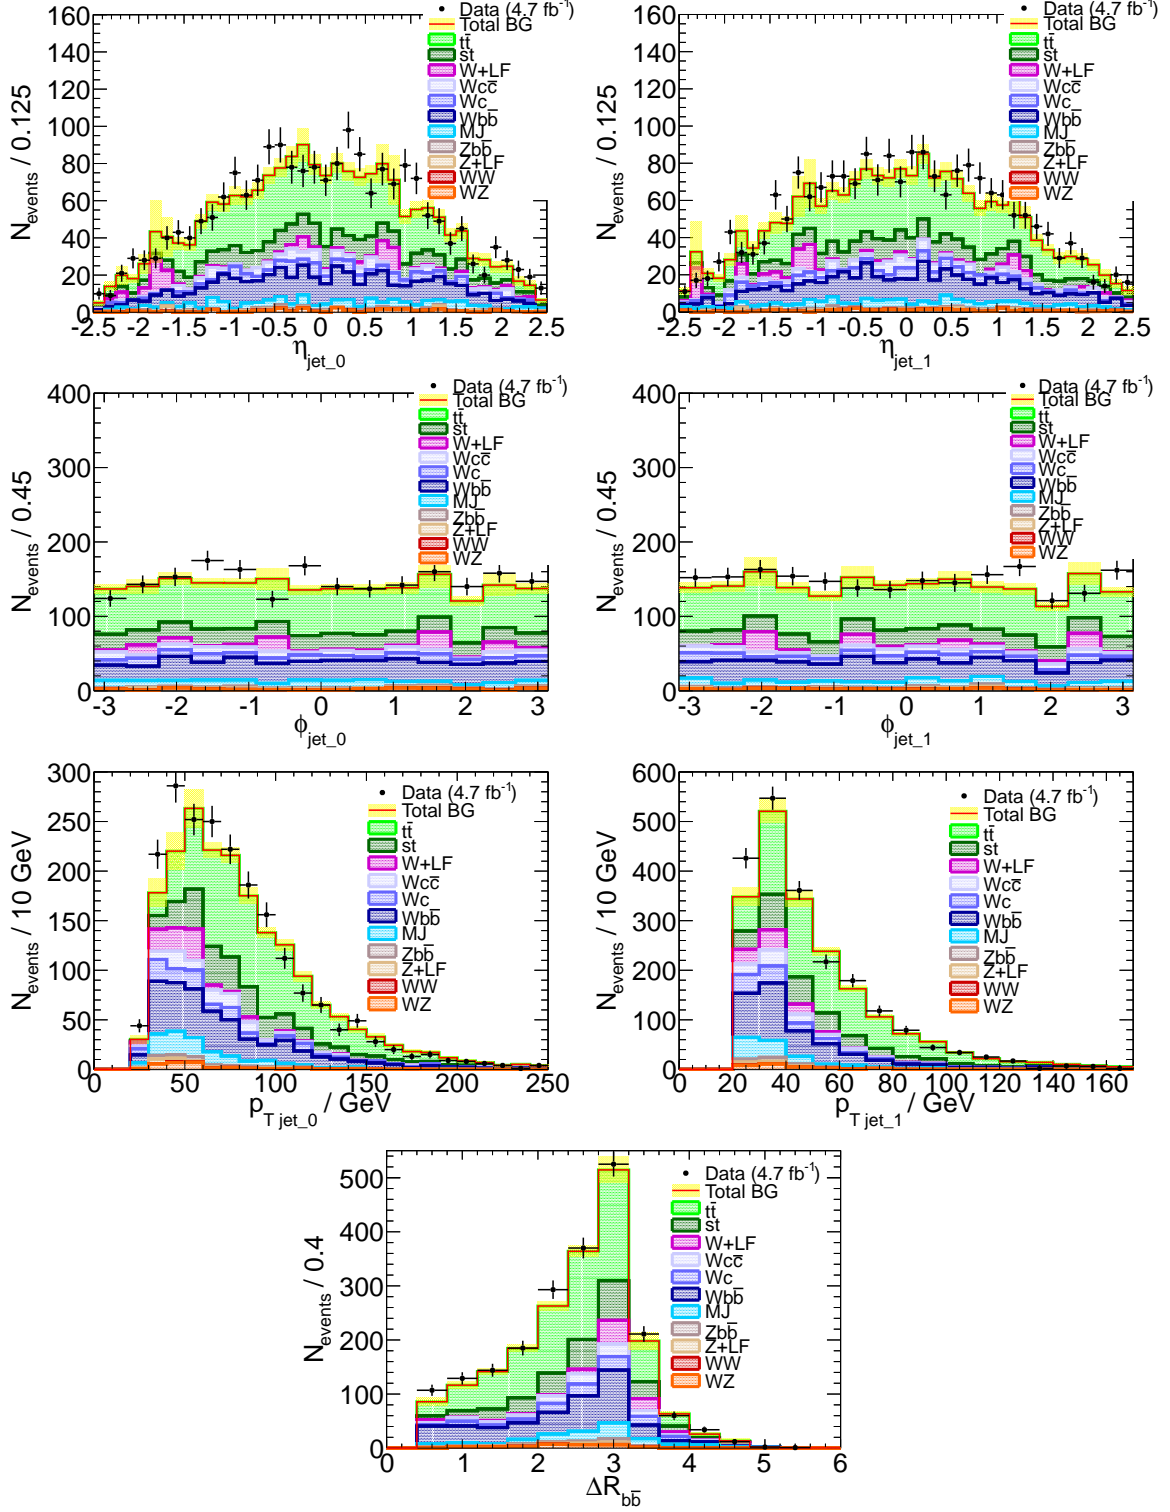 160
140
120
100
80
60
40
20
0
N_events / 0.125
-2.5 -2 -1.5 -1 -0.5 0 0.5 1 1.5 2 2.5
η_jet_0
Data (4.7 fb⁻¹)
Total BG
tt̄
st
W+LF
Wcc̄
Wc
Wbb̄
MJ
Zbb̄
Z+LF
WW
WZ
160
140
120
100
80
60
40
20
0
N_events / 0.125
-2.5 -2 -1.5 -1 -0.5 0 0.5 1 1.5 2 2.5
η_jet_1
Data (4.7 fb⁻¹)
Total BG
tt̄
st
W+LF
Wcc̄
Wc
Wbb̄
MJ
Zbb̄
Z+LF
WW
WZ
400
300
200
100
0
N_events / 0.45
-3 -2 -1 0 1 2 3
ϕ_jet_0
Data (4.7 fb⁻¹)
Total BG
tt̄
st
W+LF
Wcc̄
Wc
Wbb̄
MJ
Zbb̄
Z+LF
WW
WZ
400
300
200
100
0
N_events / 0.45
-3 -2 -1 0 1 2 3
ϕ_jet_1
Data (4.7 fb⁻¹)
Total BG
tt̄
st
W+LF
Wcc̄
Wc
Wbb̄
MJ
Zbb̄
Z+LF
WW
WZ
300
250
200
150
100
50
0
N_events / 10 GeV
0 50 100 150 200 250
p_T jet_0 / GeV
Data (4.7 fb⁻¹)
Total BG
tt̄
st
W+LF
Wcc̄
Wc
Wbb̄
MJ
Zbb̄
Z+LF
WW
WZ
600
500
400
300
200
100
0
N_events / 10 GeV
0 20 40 60 80 100 120 140 160
p_T jet_1 / GeV
Data (4.7 fb⁻¹)
Total BG
tt̄
st
W+LF
Wcc̄
Wc
Wbb̄
MJ
Zbb̄
Z+LF
WW
WZ
500
400
300
200
100
0
N_events / 0.4
0 1 2 3 4 5 6
ΔR_bb̄
Data (4.7 fb⁻¹)
Total BG
tt̄
st
W+LF
Wcc̄
Wc
Wbb̄
MJ
Zbb̄
Z+LF
WW
WZ